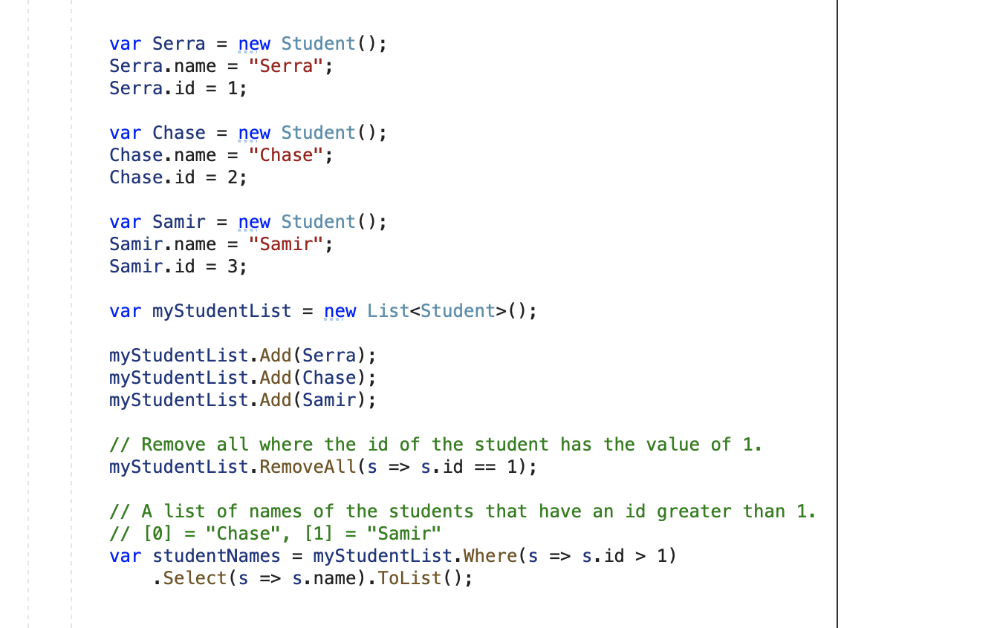 var Serra = new Student();
Serra.name = "Serra";
Serra.id = 1;
var Chase = new Student();
Chase.name = "Chase";
Chase.id = 2;
var Samir = new Student();
Samir.name = "Samir";
Samir.id = 3;
var myStudentList = new List<Student>();
myStudentList.Add(Serra);
myStudentList.Add(Chase);
myStudentList.Add(Samir);
// Remove all where the id of the student has the value of 1.
myStudentList.RemoveAll(s => s.id == 1);
// A list of names of the students that have an id greater than 1.
// [0] = "Chase", [1] = "Samir"
var studentNames = myStudentList.Where(s => s.id > 1)
.Select(s => s.name).ToList();